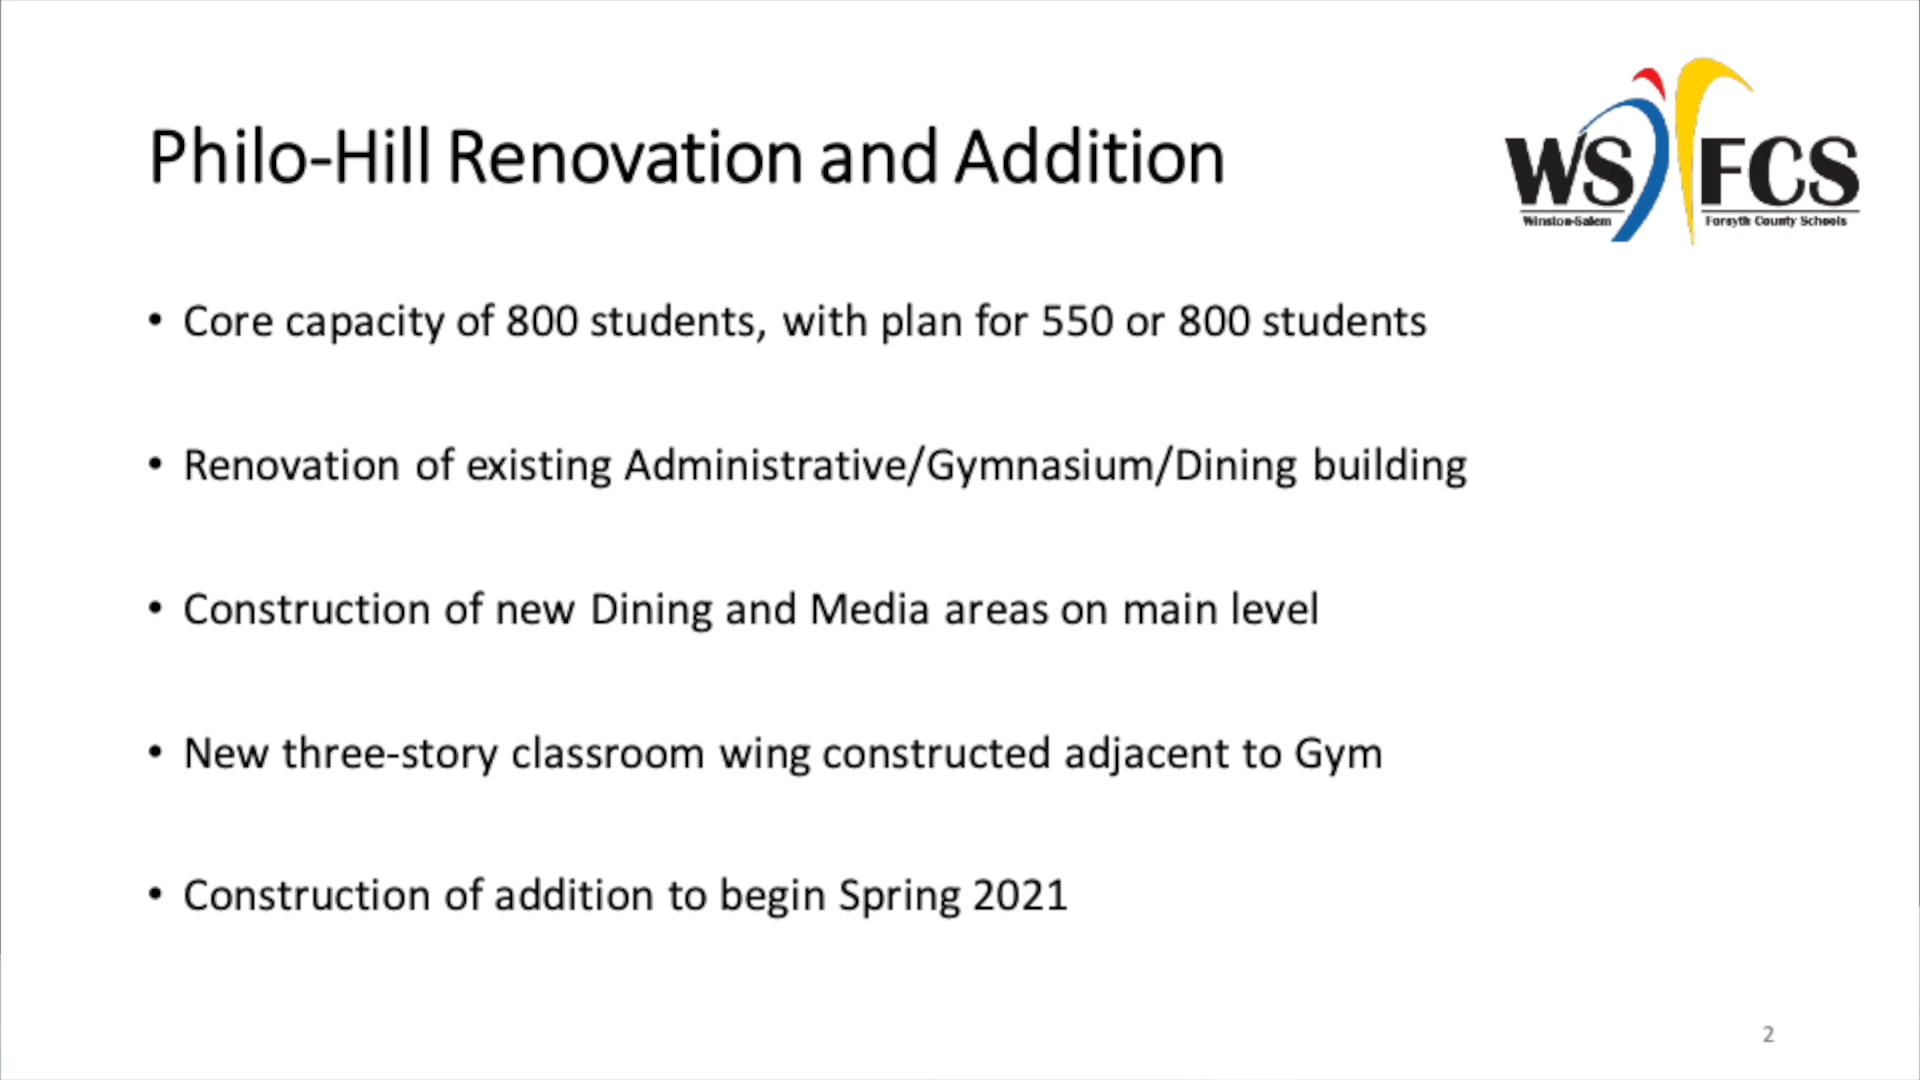 Philo-Hill Renovation and Addition
WS FCS
Winston-Salem Forsyth County Schools
• Core capacity of 800 students, with plan for 550 or 800 students
• Renovation of existing Administrative/Gymnasium/Dining building
• Construction of new Dining and Media areas on main level
• New three-story classroom wing constructed adjacent to Gym
• Construction of addition to begin Spring 2021
2